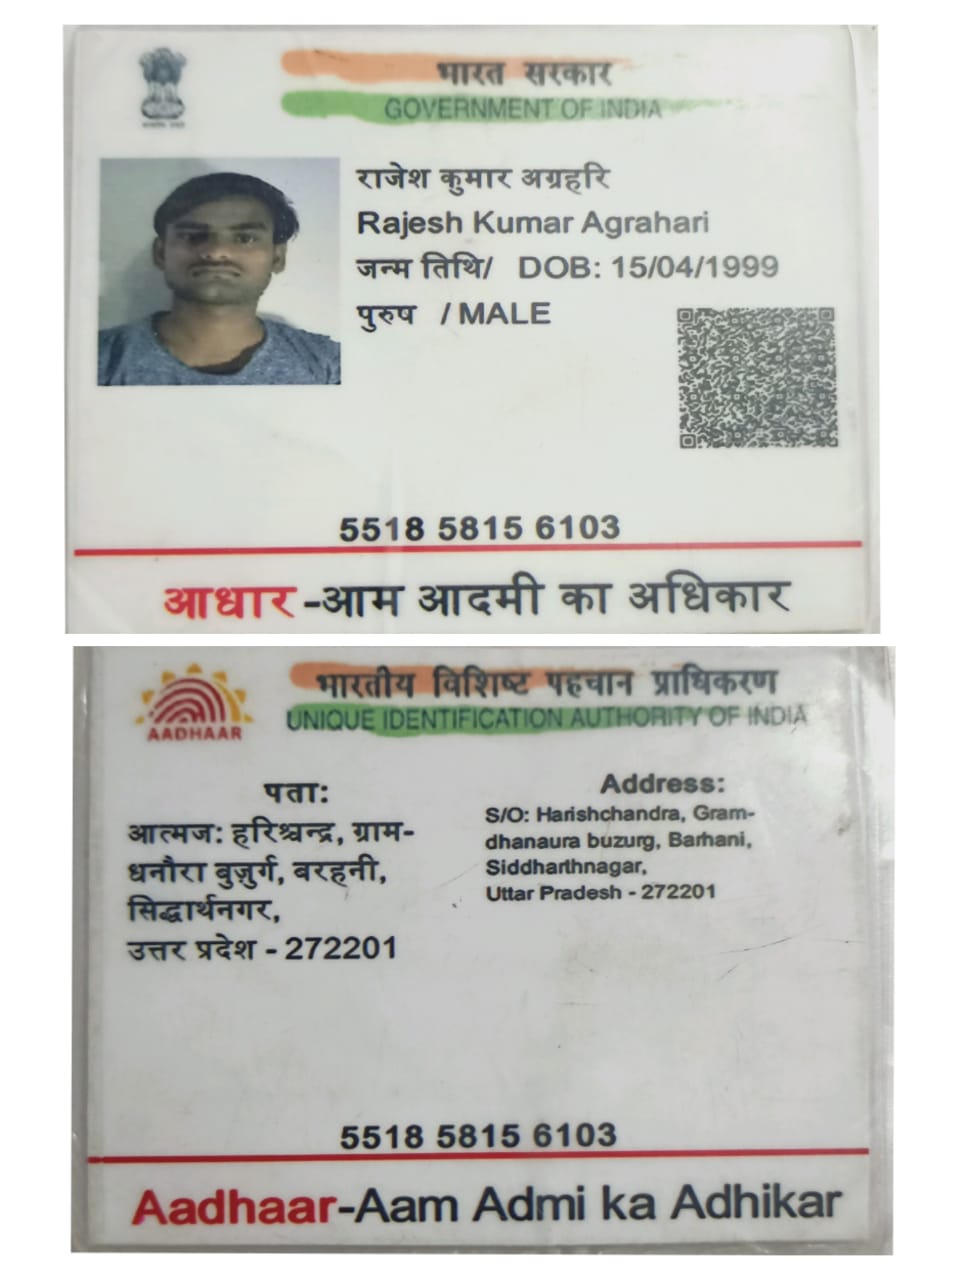 भारत सरकार
GOVERNMENT OF INDIA
राजेश कुमार अग्रहरि
Rajesh Kumar Agrahari
जन्म तिथि/ DOB: 15/04/1999
पुरुष / MALE
5518 5815 6103
आधार -आम आदमी का अधिकार
भारतीय विशिष्ट पहचान प्राधिकरण
UNIQUE IDENTIFICATION AUTHORITY OF INDIA
AADHAAR
पता:
आत्मज: हरिश्चन्द्र, ग्राम-
धनौरा बुज़ुर्ग, बरहनी,
सिद्धार्थनगर,
उत्तर प्रदेश - 272201
Address:
S/O: Harishchandra, Gram-
dhanaura buzurg, Barhani,
Siddharthnagar,
Uttar Pradesh - 272201
5518 5815 6103
Aadhaar-Aam Admi ka Adhikar